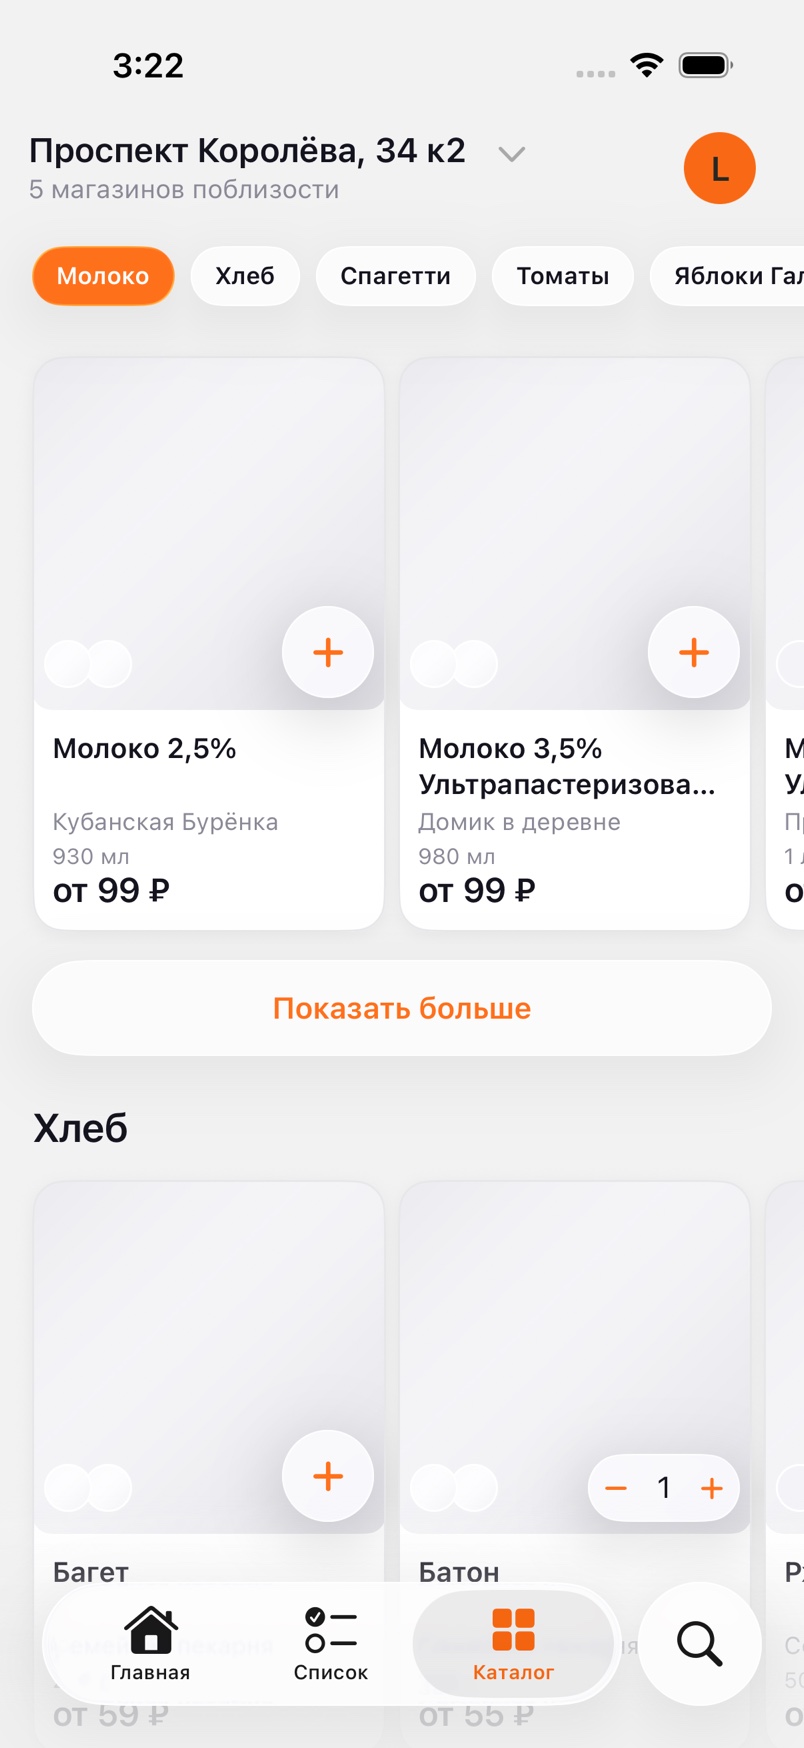 3:22
Проспект Королёва, 34 к2
L
5 магазинов поблизости
Молоко
Хлеб
Спагетти
Томаты
Яблоки Гал
Молоко 2,5%
Молоко 3,5%
Ультрапастеризова...
Кубанская Бурёнка
Домик в деревне
930 мл
980 мл
1 л
от 99 ₽
от 99 ₽
Показать больше
Хлеб
1
Багет
Батон
Главная
Список
Каталог
от 59 ₽
от 55 ₽